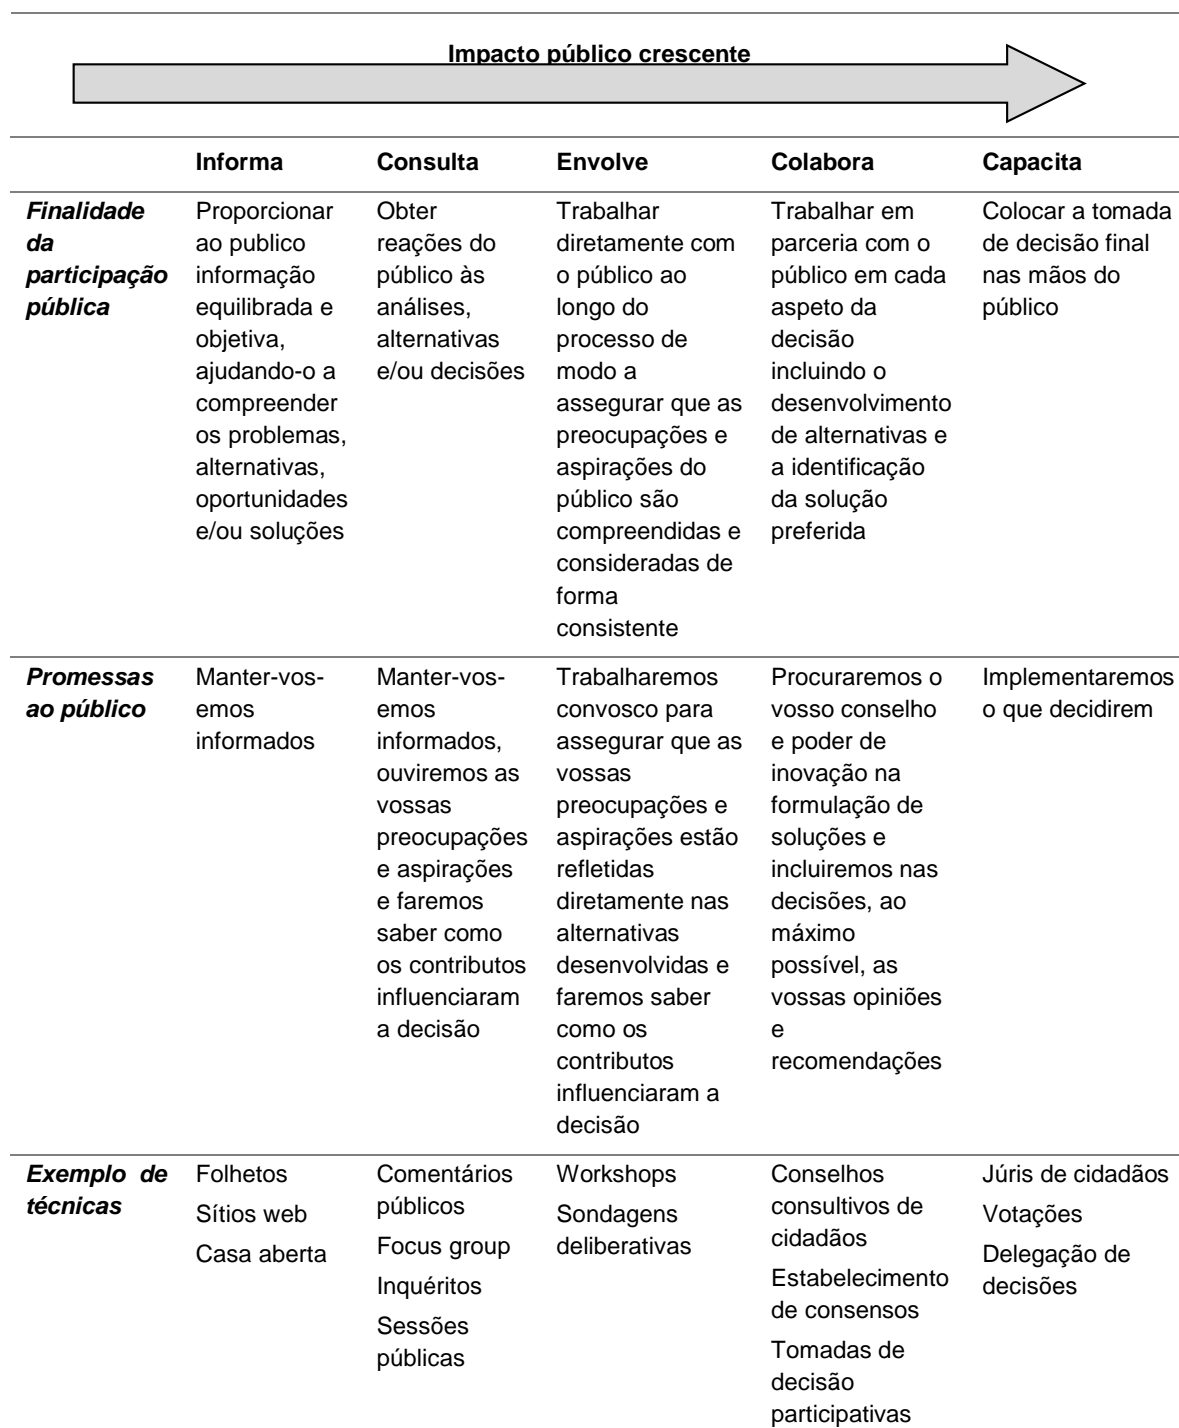 Impacto público crescente
Informa
Consulta
Envolve
Colabora
Capacita
Finalidade
da
participação
pública
Proporcionar
ao publico
informação
equilibrada e
objetiva,
ajudando-o a
compreender
os problemas,
alternativas,
oportunidades
e/ou soluções
Obter
reações do
público às
análises,
alternativas
e/ou decisões
Trabalhar
diretamente com
o público ao
longo do
processo de
modo a
assegurar que as
preocupações e
aspirações do
público são
compreendidas e
consideradas de
forma
consistente
Trabalhar em
parceria com o
público em cada
aspeto da
decisão
incluindo o
desenvolvimento
de alternativas e
a identificação
da solução
preferida
Colocar a tomada
de decisão final
nas mãos do
público
Promessas
ao público
Manter-vos-
emos
informados
Manter-vos-
emos
informados,
ouviremos as
vossas
preocupações
e aspirações
e faremos
saber como
os contributos
influenciaram
a decisão
Trabalharemos
convosco para
assegurar que as
vossas
preocupações e
aspirações estão
refletidas
diretamente nas
alternativas
desenvolvidas e
faremos saber
como os
contributos
influenciaram a
decisão
Procuraremos o
vosso conselho
e poder de
inovação na
formulação de
soluções e
incluiremos nas
decisões, ao
máximo
possível, as
vossas opiniões
e
recomendações
Implementaremos
o que decidirem
Exemplo de
técnicas
Folhetos
Sítios web
Casa aberta
Comentários
públicos
Focus group
Inquéritos
Sessões
públicas
Workshops
Sondagens
deliberativas
Conselhos
consultivos de
cidadãos
Estabelecimento
de consensos
Tomadas de
decisão
participativas
Júris de cidadãos
Votações
Delegação de
decisões